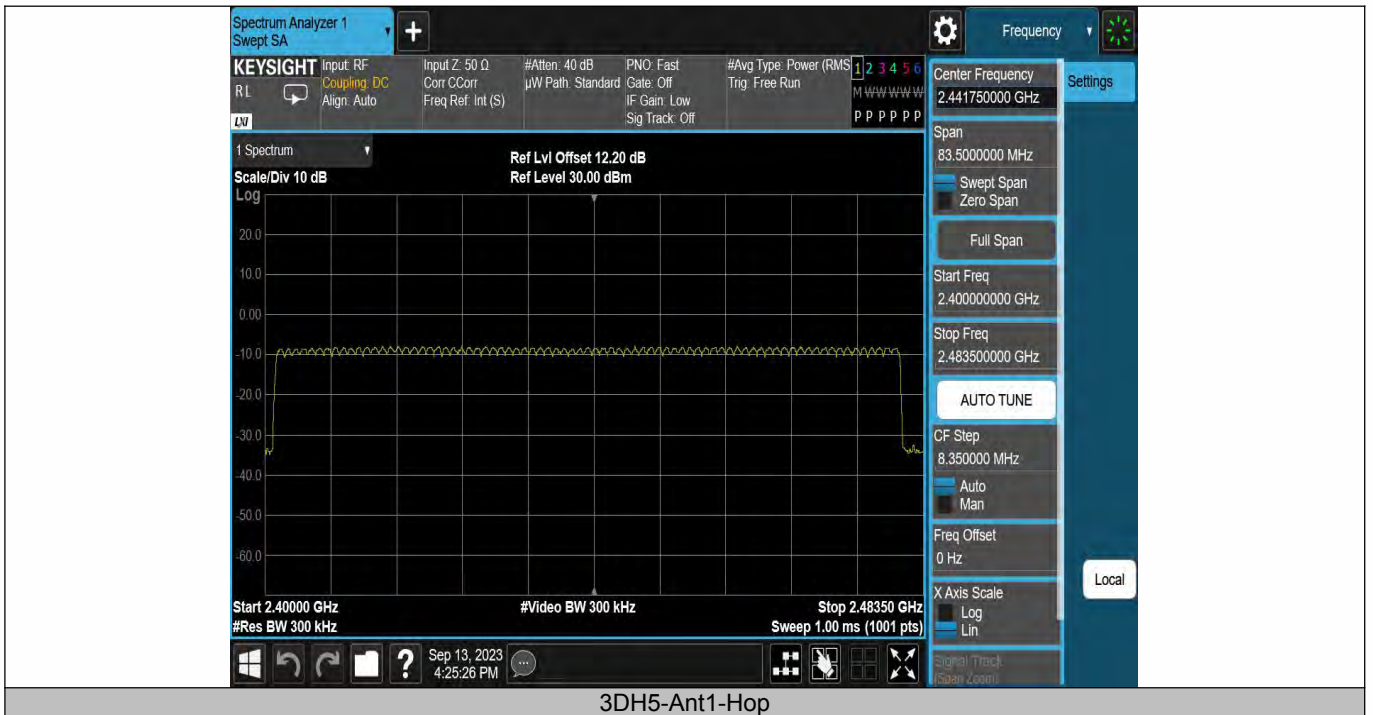 Spectrum Analyzer 1
Swept SA
+
Frequency
KEYSIGHT
RL
LXI
Input: RF
Coupling: DC
Align: Auto
Input Z: 50 Ω
Corr CCorr
Freq Ref: Int (S)
#Atten: 40 dB
µW Path: Standard
PNO: Fast
Gate: Off
IF Gain: Low
Sig Track: Off
#Avg Type: Power (RMS
Trig: Free Run
1 2 3 4 5 6
M W W W W W
P P P P P P
1 Spectrum
Scale/Div 10 dB
Ref Lvl Offset 12.20 dB
Ref Level 30.00 dBm
Log
20.0
10.0
0.00
-10.0
-20.0
-30.0
-40.0
-50.0
-60.0
Start 2.40000 GHz
#Res BW 300 kHz
#Video BW 300 kHz
Stop 2.48350 GHz
Sweep 1.00 ms (1001 pts)
Sep 13, 2023
4:25:26 PM
Center Frequency
2.441750000 GHz
Settings
Span
83.5000000 MHz
Swept Span
Zero Span
Full Span
Start Freq
2.400000000 GHz
Stop Freq
2.483500000 GHz
AUTO TUNE
CF Step
8.350000 MHz
Auto
Man
Freq Offset
0 Hz
X Axis Scale
Log
Lin
Signal Track
(Span Zoom)
Local
3DH5-Ant1-Hop